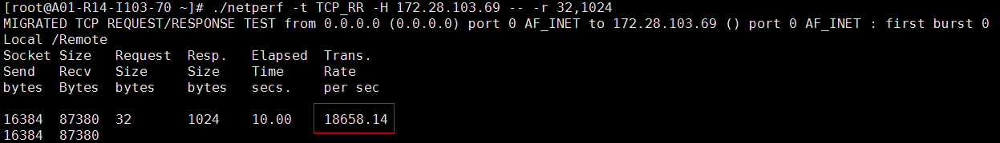 [root@A01-R14-I103-70 ~]# ./netperf -t TCP_RR -H 172.28.103.69 -- -r 32,1024
MIGRATED TCP REQUEST/RESPONSE TEST from 0.0.0.0 (0.0.0.0) port 0 AF_INET to 172.28.103.69 () port 0 AF_INET : first burst 0
Local /Remote
Socket Size   Request  Resp.   Elapsed  Trans.
Send   Recv   Size     Size    Time     Rate
bytes  Bytes  bytes    bytes   secs.    per sec
16384  87380  32       1024    10.00    18658.14
16384  87380